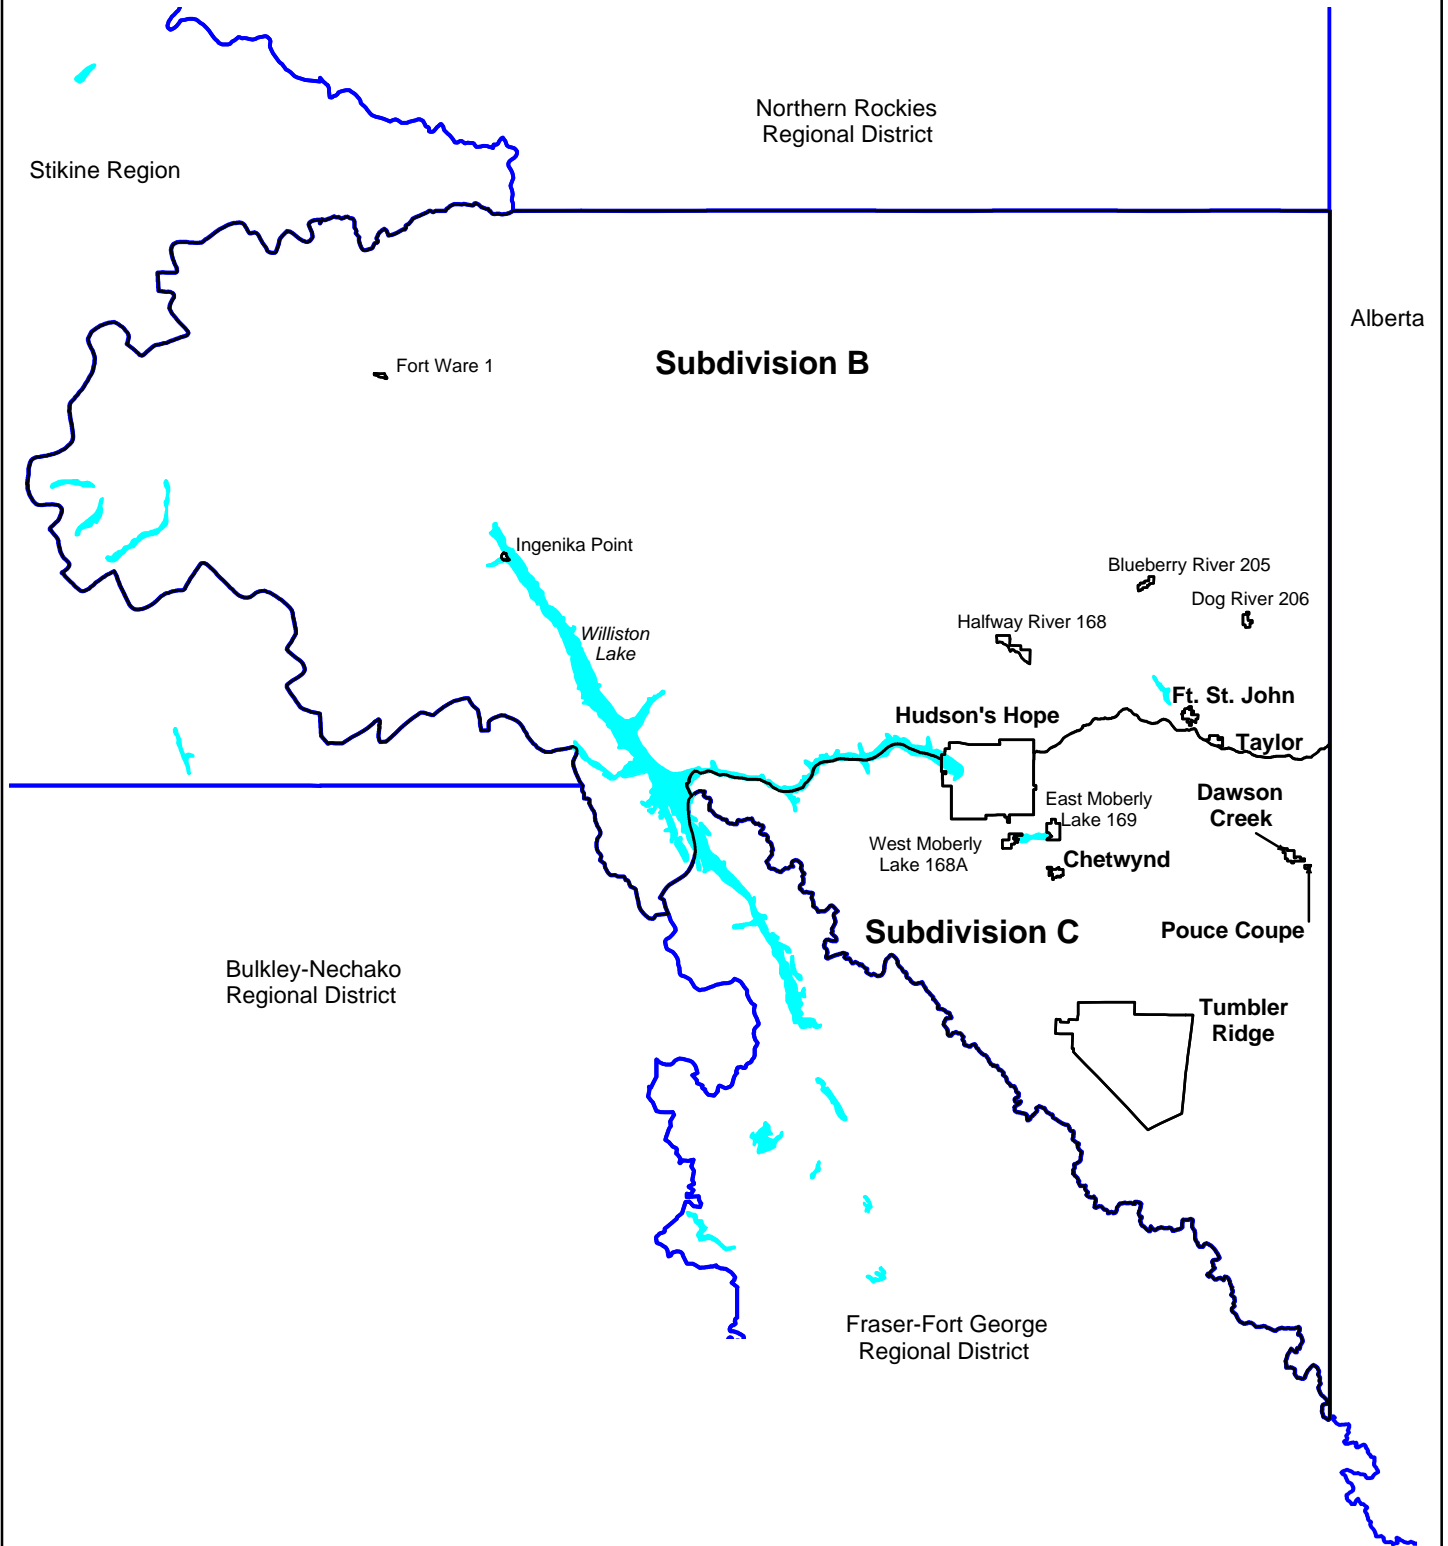 Northern Rockies
Regional District
Stikine Region
Alberta
Subdivision B
Fort Ware 1
Ingenika Point
Blueberry River 205
Dog River 206
Halfway River 168
Williston
Lake
Ft. St. John
Hudson's Hope
Taylor
Dawson
Creek
East Moberly
Lake 169
West Moberly
Lake 168A
Chetwynd
Subdivision C
Pouce Coupe
Bulkley-Nechako
Regional District
Tumbler
Ridge
Fraser-Fort George
Regional District